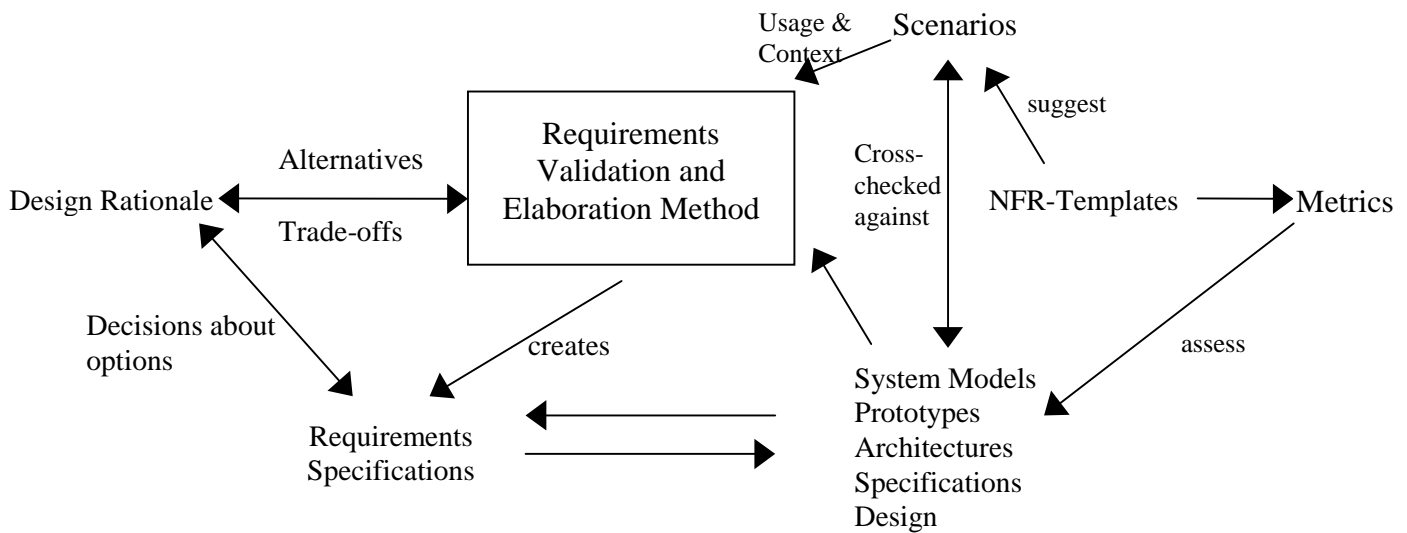 Usage &
Context
Scenarios
suggest
Requirements
Validation and
Elaboration Method
Alternatives
Design Rationale
Trade-offs
Cross-
checked
against
NFR-Templates
Metrics
Decisions about
options
creates
assess
System Models
Prototypes
Architectures
Specifications
Design
Requirements
Specifications